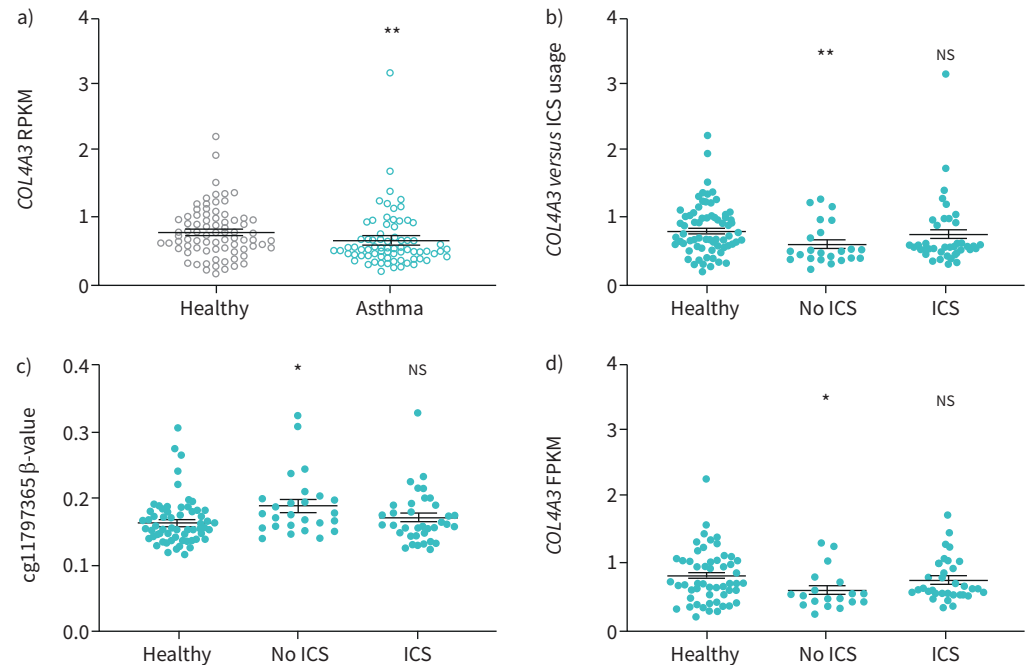 a)
4
3
2
1
0
COL4A3 RPKM
**
Healthy Asthma
b)
4
3
2
1
0
COL4A3 versus ICS usage
**
NS
Healthy No ICS ICS
c)
0.4
0.3
0.2
0.1
0.0
cg11797365 β-value
*
NS
Healthy No ICS ICS
d)
4
3
2
1
0
COL4A3 FPKM
*
NS
Healthy No ICS ICS